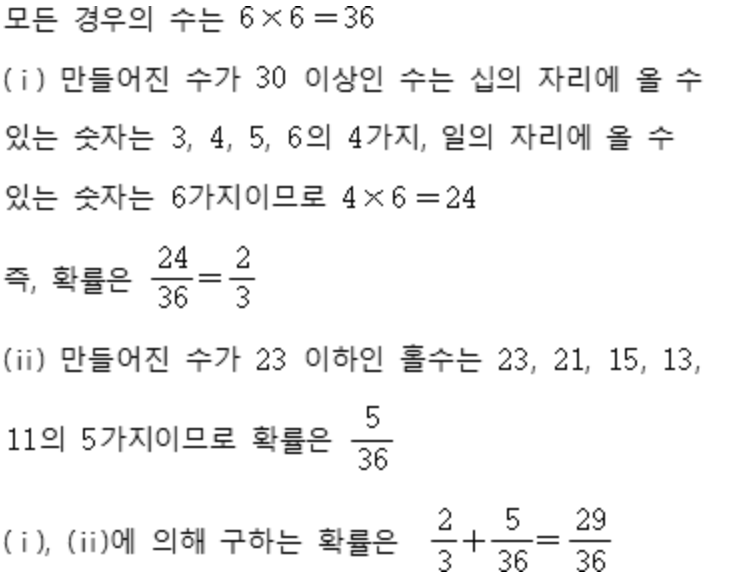 모든 경우의 수는 6×6=36
(i) 만들어진 수가 30 이상인 수는 십의 자리에 올 수
있는 숫자는 3, 4, 5, 6의 4가지, 일의 자리에 올 수
있는 숫자는 6가지이므로 4×6=24
즉, 확률은 24/36=2/3
(ii) 만들어진 수가 23 이하인 홀수는 23, 21, 15, 13,
11의 5가지이므로 확률은 5/36
(i), (ii)에 의해 구하는 확률은 2/3+5/36=29/36